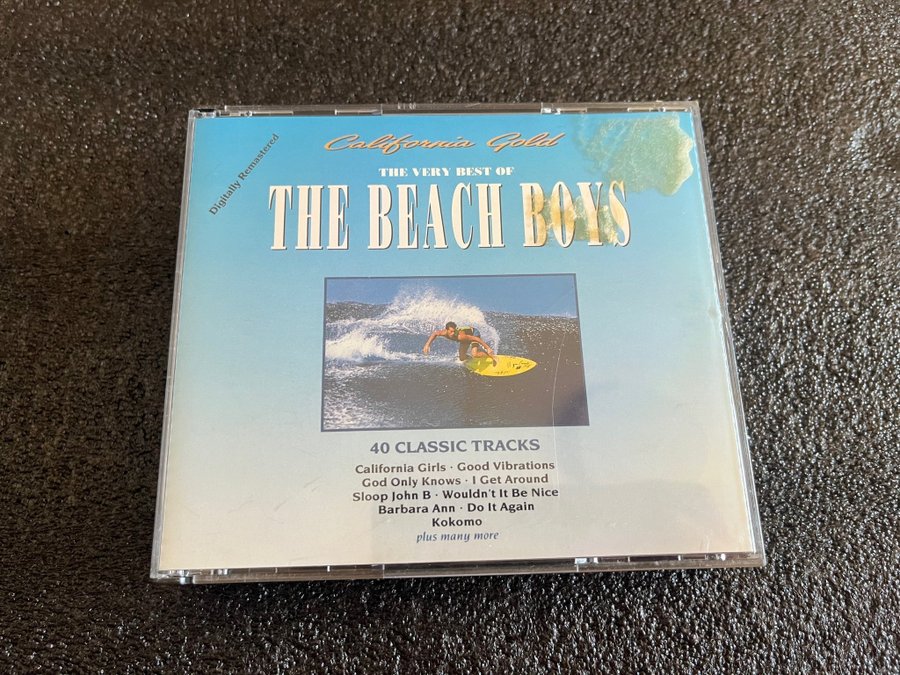 Digitally Remastered
California Gold
THE VERY BEST OF
THE BEACH BOYS
40 CLASSIC TRACKS
California Girls · Good Vibrations
God Only Knows · I Get Around
Sloop John B · Wouldn't It Be Nice
Barbara Ann · Do It Again
Kokomo
plus many more